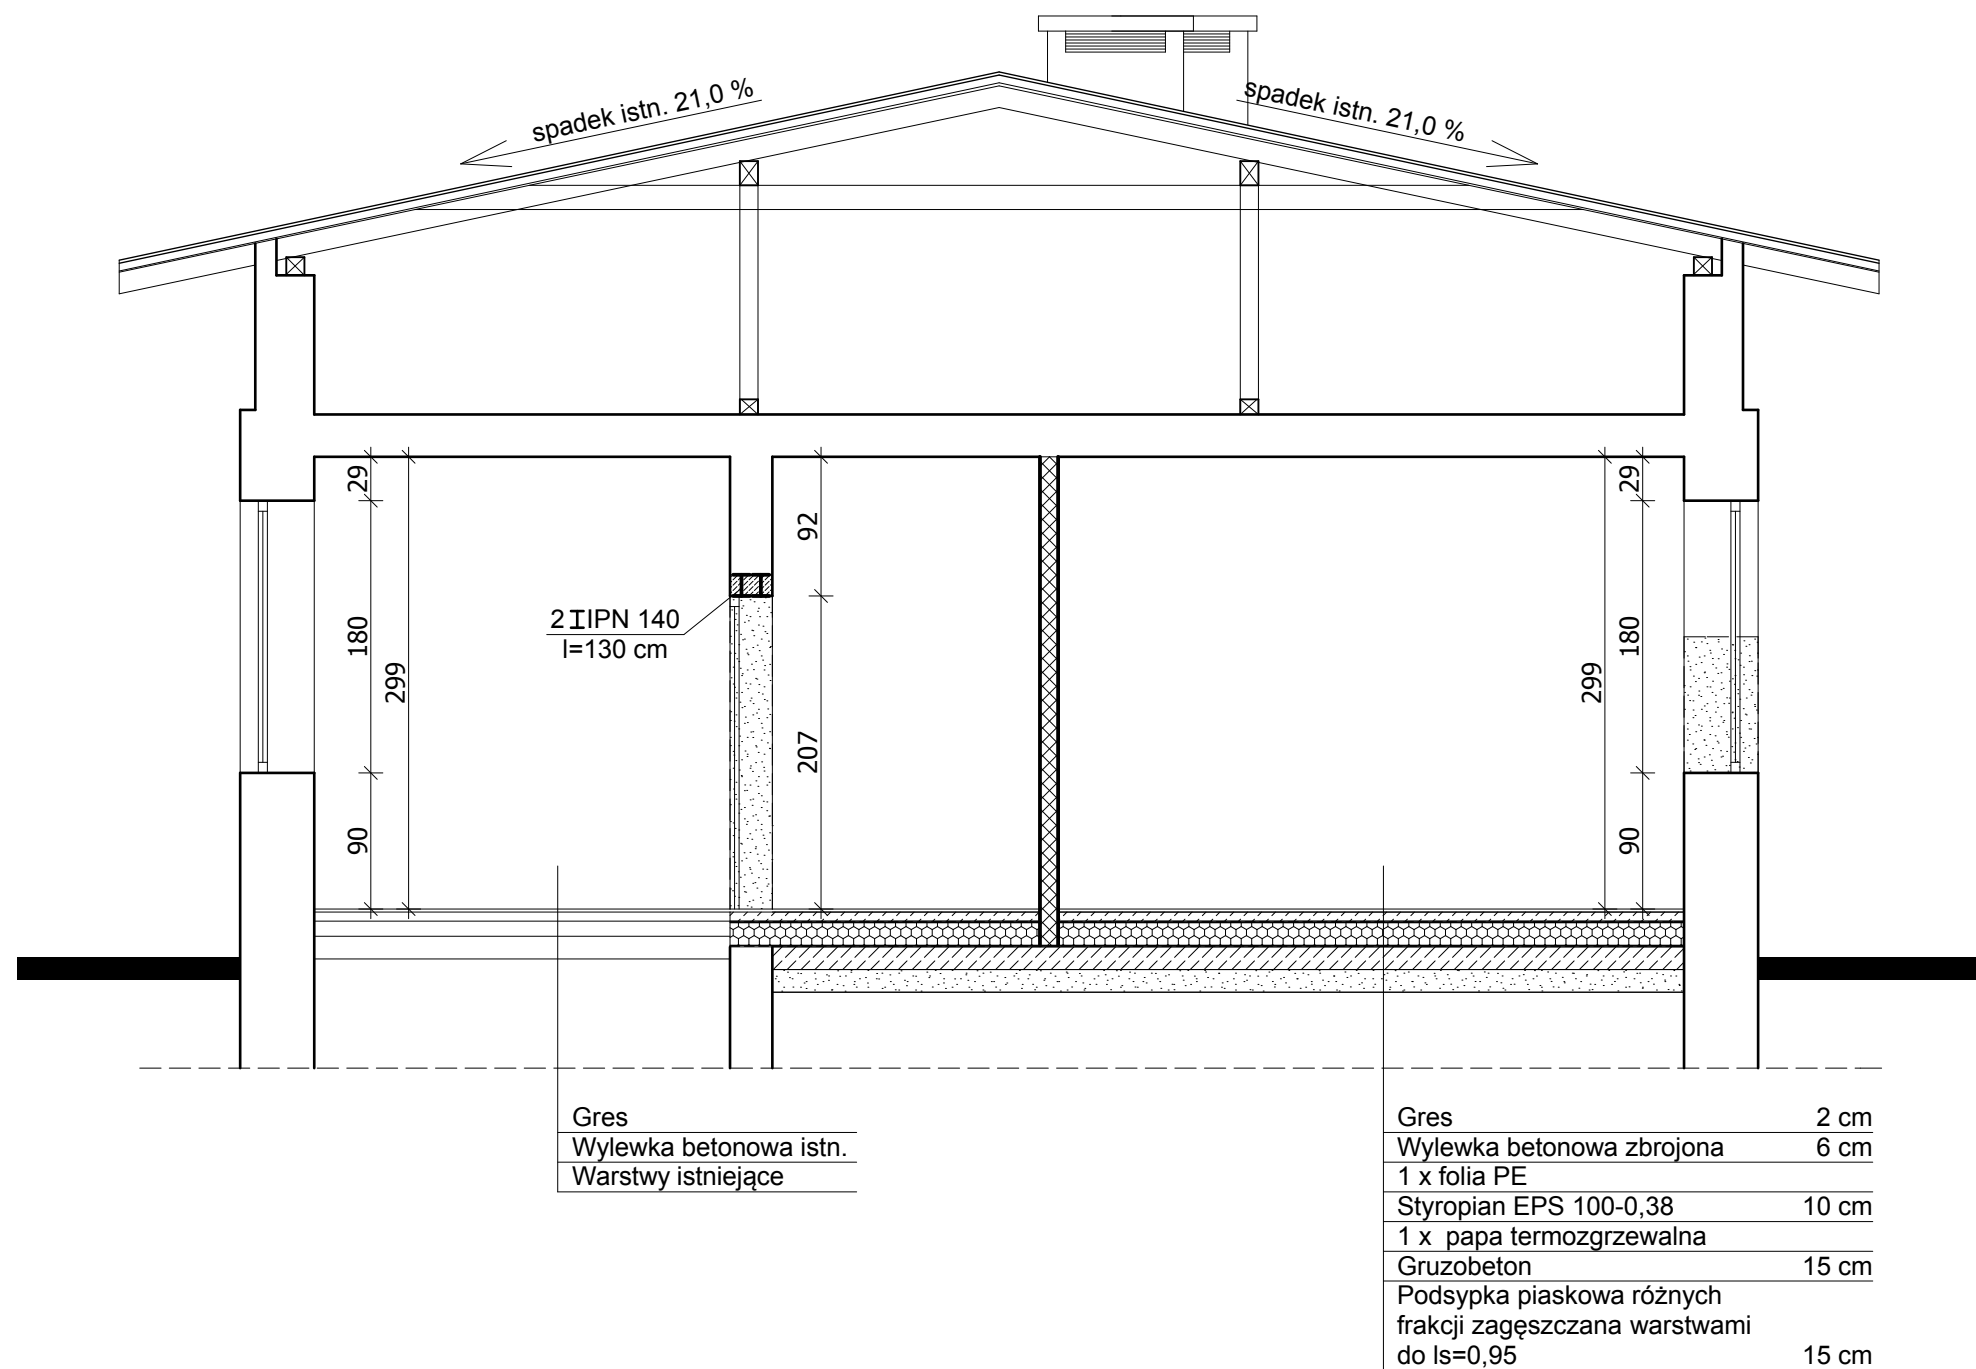 spadek istn. 21,0 %
spadek istn. 21,0 %
29
180
90
299
92
207
2 IPN 140
l=130 cm
299
29
180
90
Gres
Wylewka betonowa istn.
Warstwy istniejące
Gres 2 cm
Wylewka betonowa zbrojona 6 cm
1 x folia PE
Styropian EPS 100-0,38 10 cm
1 x papa termozgrzewalna
Gruzobeton 15 cm
Podsypka piaskowa różnych
frakcji zagęszczana warstwami
do Is=0,95 15 cm